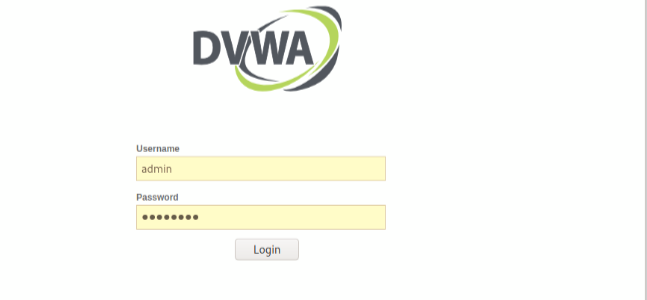 DVWA
Username
admin
Password
••••••••
Login